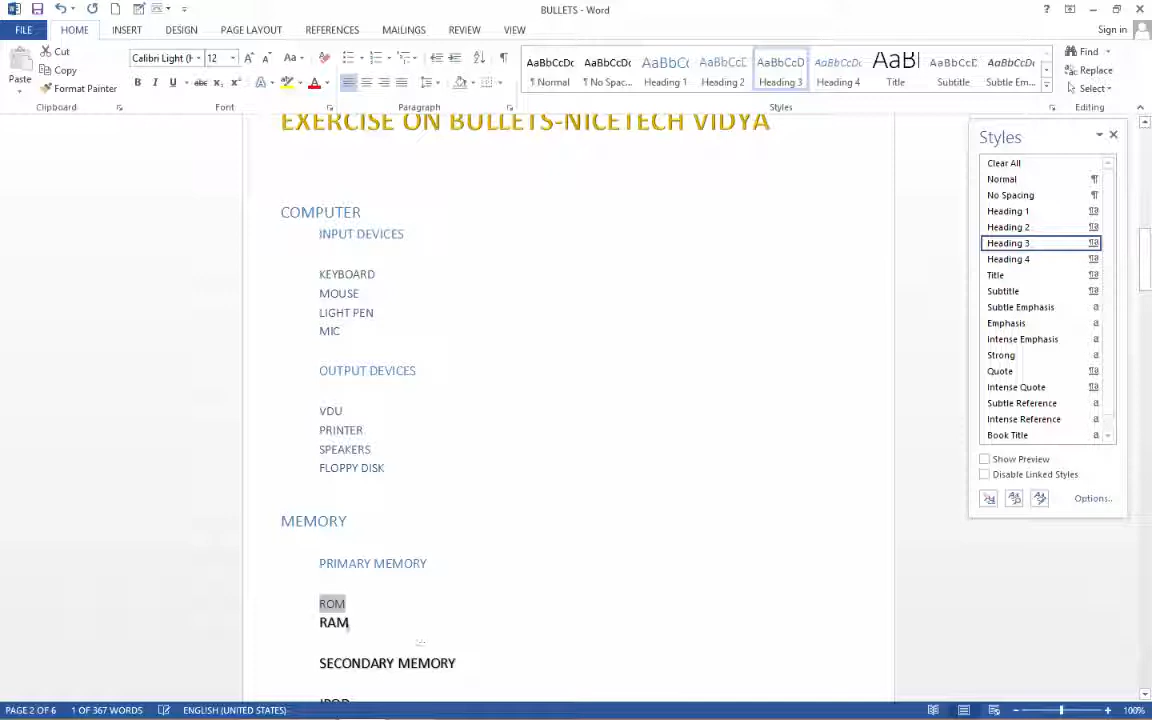 BULLETS - Word
?
FILE HOME INSERT DESIGN PAGE LAYOUT REFERENCES MAILINGS REVIEW VIEW Sign in
Paste Cut Copy Format Painter
Clipboard
Calibri Light (H 12
Font
Paragraph
AaBbCcDc AaBbCcDc AaBbCc AaBbCcE AaBbCcD AaBbCcDc AaBl AaBbCcD AaBbCcDc
¶ Normal ¶ No Spac... Heading 1 Heading 2 Heading 3 Heading 4 Title Subtitle Subtle Em...
Styles
Find
Replace
Select
Editing
EXERCISE ON BULLETS-NICETECH VIDYA
COMPUTER
INPUT DEVICES
KEYBOARD
MOUSE
LIGHT PEN
MIC
OUTPUT DEVICES
VDU
PRINTER
SPEAKERS
FLOPPY DISK
MEMORY
PRIMARY MEMORY
ROM
RAM
SECONDARY MEMORY
IPOD
Styles
Clear All
Normal
No Spacing
Heading 1
Heading 2
Heading 3
Heading 4
Title
Subtitle
Subtle Emphasis
Emphasis
Intense Emphasis
Strong
Quote
Intense Quote
Subtle Reference
Intense Reference
Book Title
Show Preview
Disable Linked Styles
Options...
PAGE 2 OF 6 1 OF 367 WORDS ENGLISH (UNITED STATES) 100%